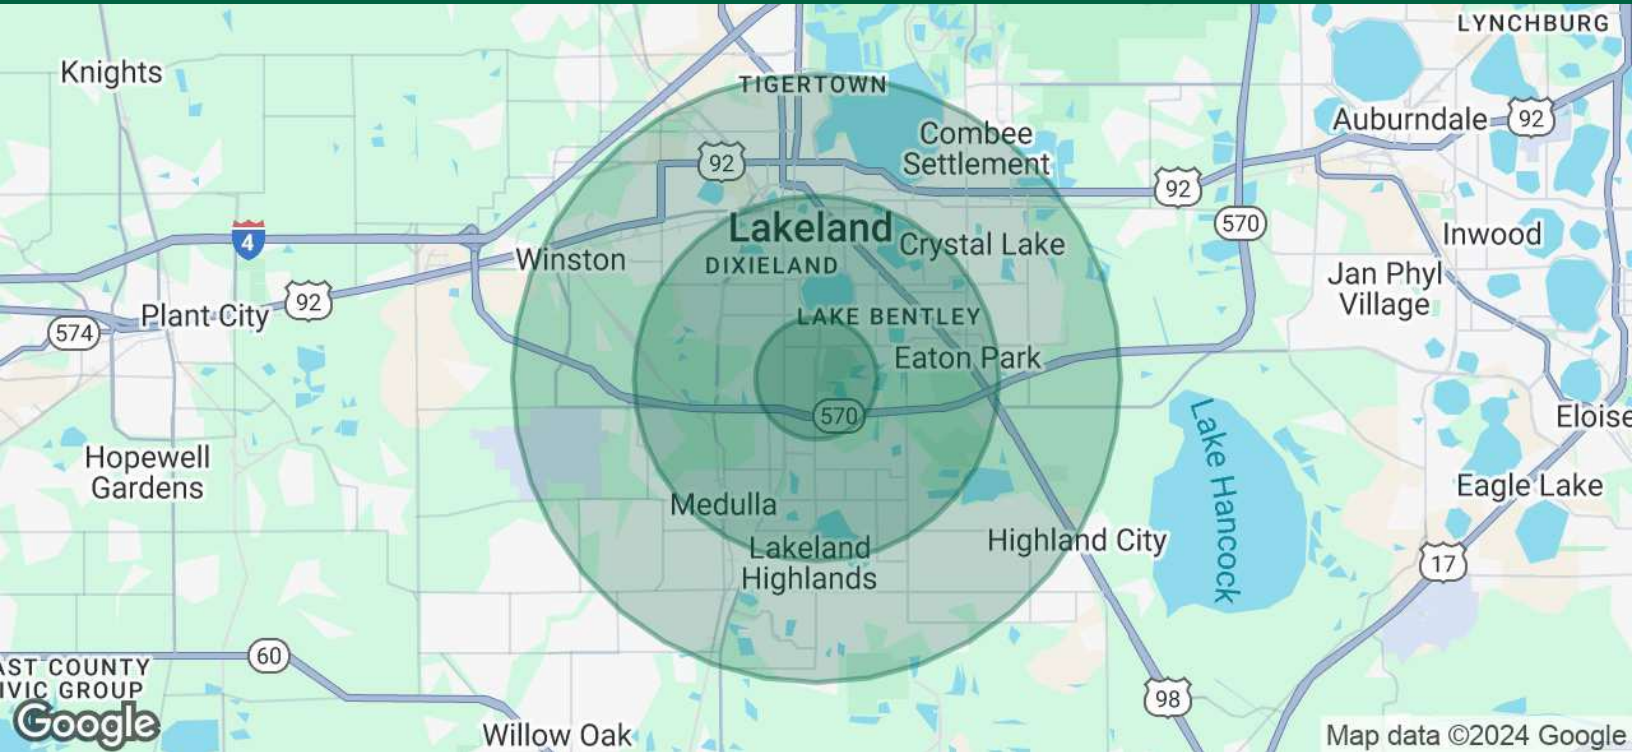 LYNCHBURG
Knights
TIGERTOWN
Auburndale
92
Combee
Settlement
92
92
570
Lakeland
Inwood
4
Winston
Crystal Lake
DIXIELAND
Jan Phyl
Village
92
Plant City
574
LAKE BENTLEY
Eaton Park
570
Eloise
Lake Hancock
Hopewell
Gardens
Medulla
Eagle Lake
Highland City
Lakeland
Highlands
17
60
AST COUNTY
IVIC GROUP
98
Google
Willow Oak
Map data ©2024 Google